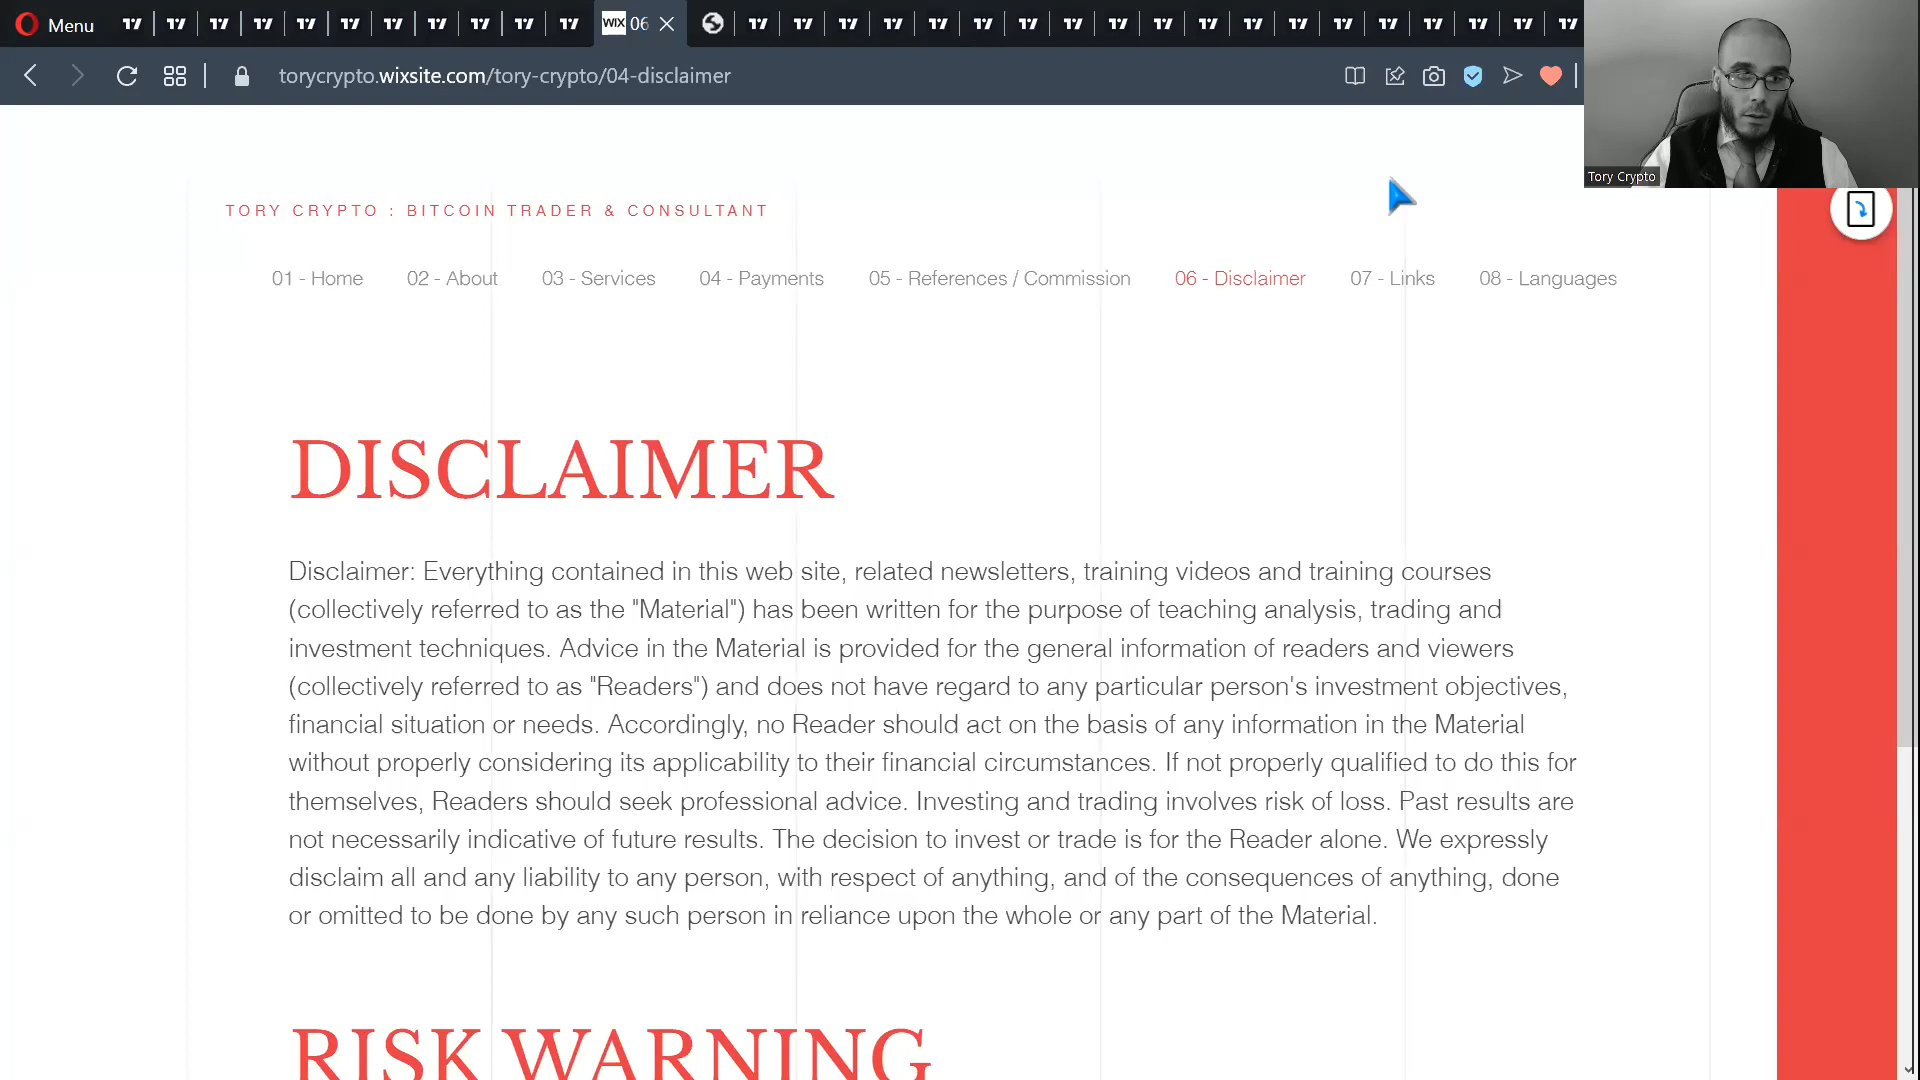 Menu
WIX 06
torycrypto.wixsite.com/tory-crypto/04-disclaimer
Tory Crypto
TORY CRYPTO : BITCOIN TRADER & CONSULTANT
01 - Home 02 - About 03 - Services 04 - Payments 05 - References / Commission 06 - Disclaimer 07 - Links 08 - Languages
DISCLAIMER
Disclaimer: Everything contained in this web site, related newsletters, training videos and training courses
(collectively referred to as the "Material") has been written for the purpose of teaching analysis, trading and
investment techniques. Advice in the Material is provided for the general information of readers and viewers
(collectively referred to as "Readers") and does not have regard to any particular person's investment objectives,
financial situation or needs. Accordingly, no Reader should act on the basis of any information in the Material
without properly considering its applicability to their financial circumstances. If not properly qualified to do this for
themselves, Readers should seek professional advice. Investing and trading involves risk of loss. Past results are
not necessarily indicative of future results. The decision to invest or trade is for the Reader alone. We expressly
disclaim all and any liability to any person, with respect of anything, and of the consequences of anything, done
or omitted to be done by any such person in reliance upon the whole or any part of the Material.
RISK WARNING